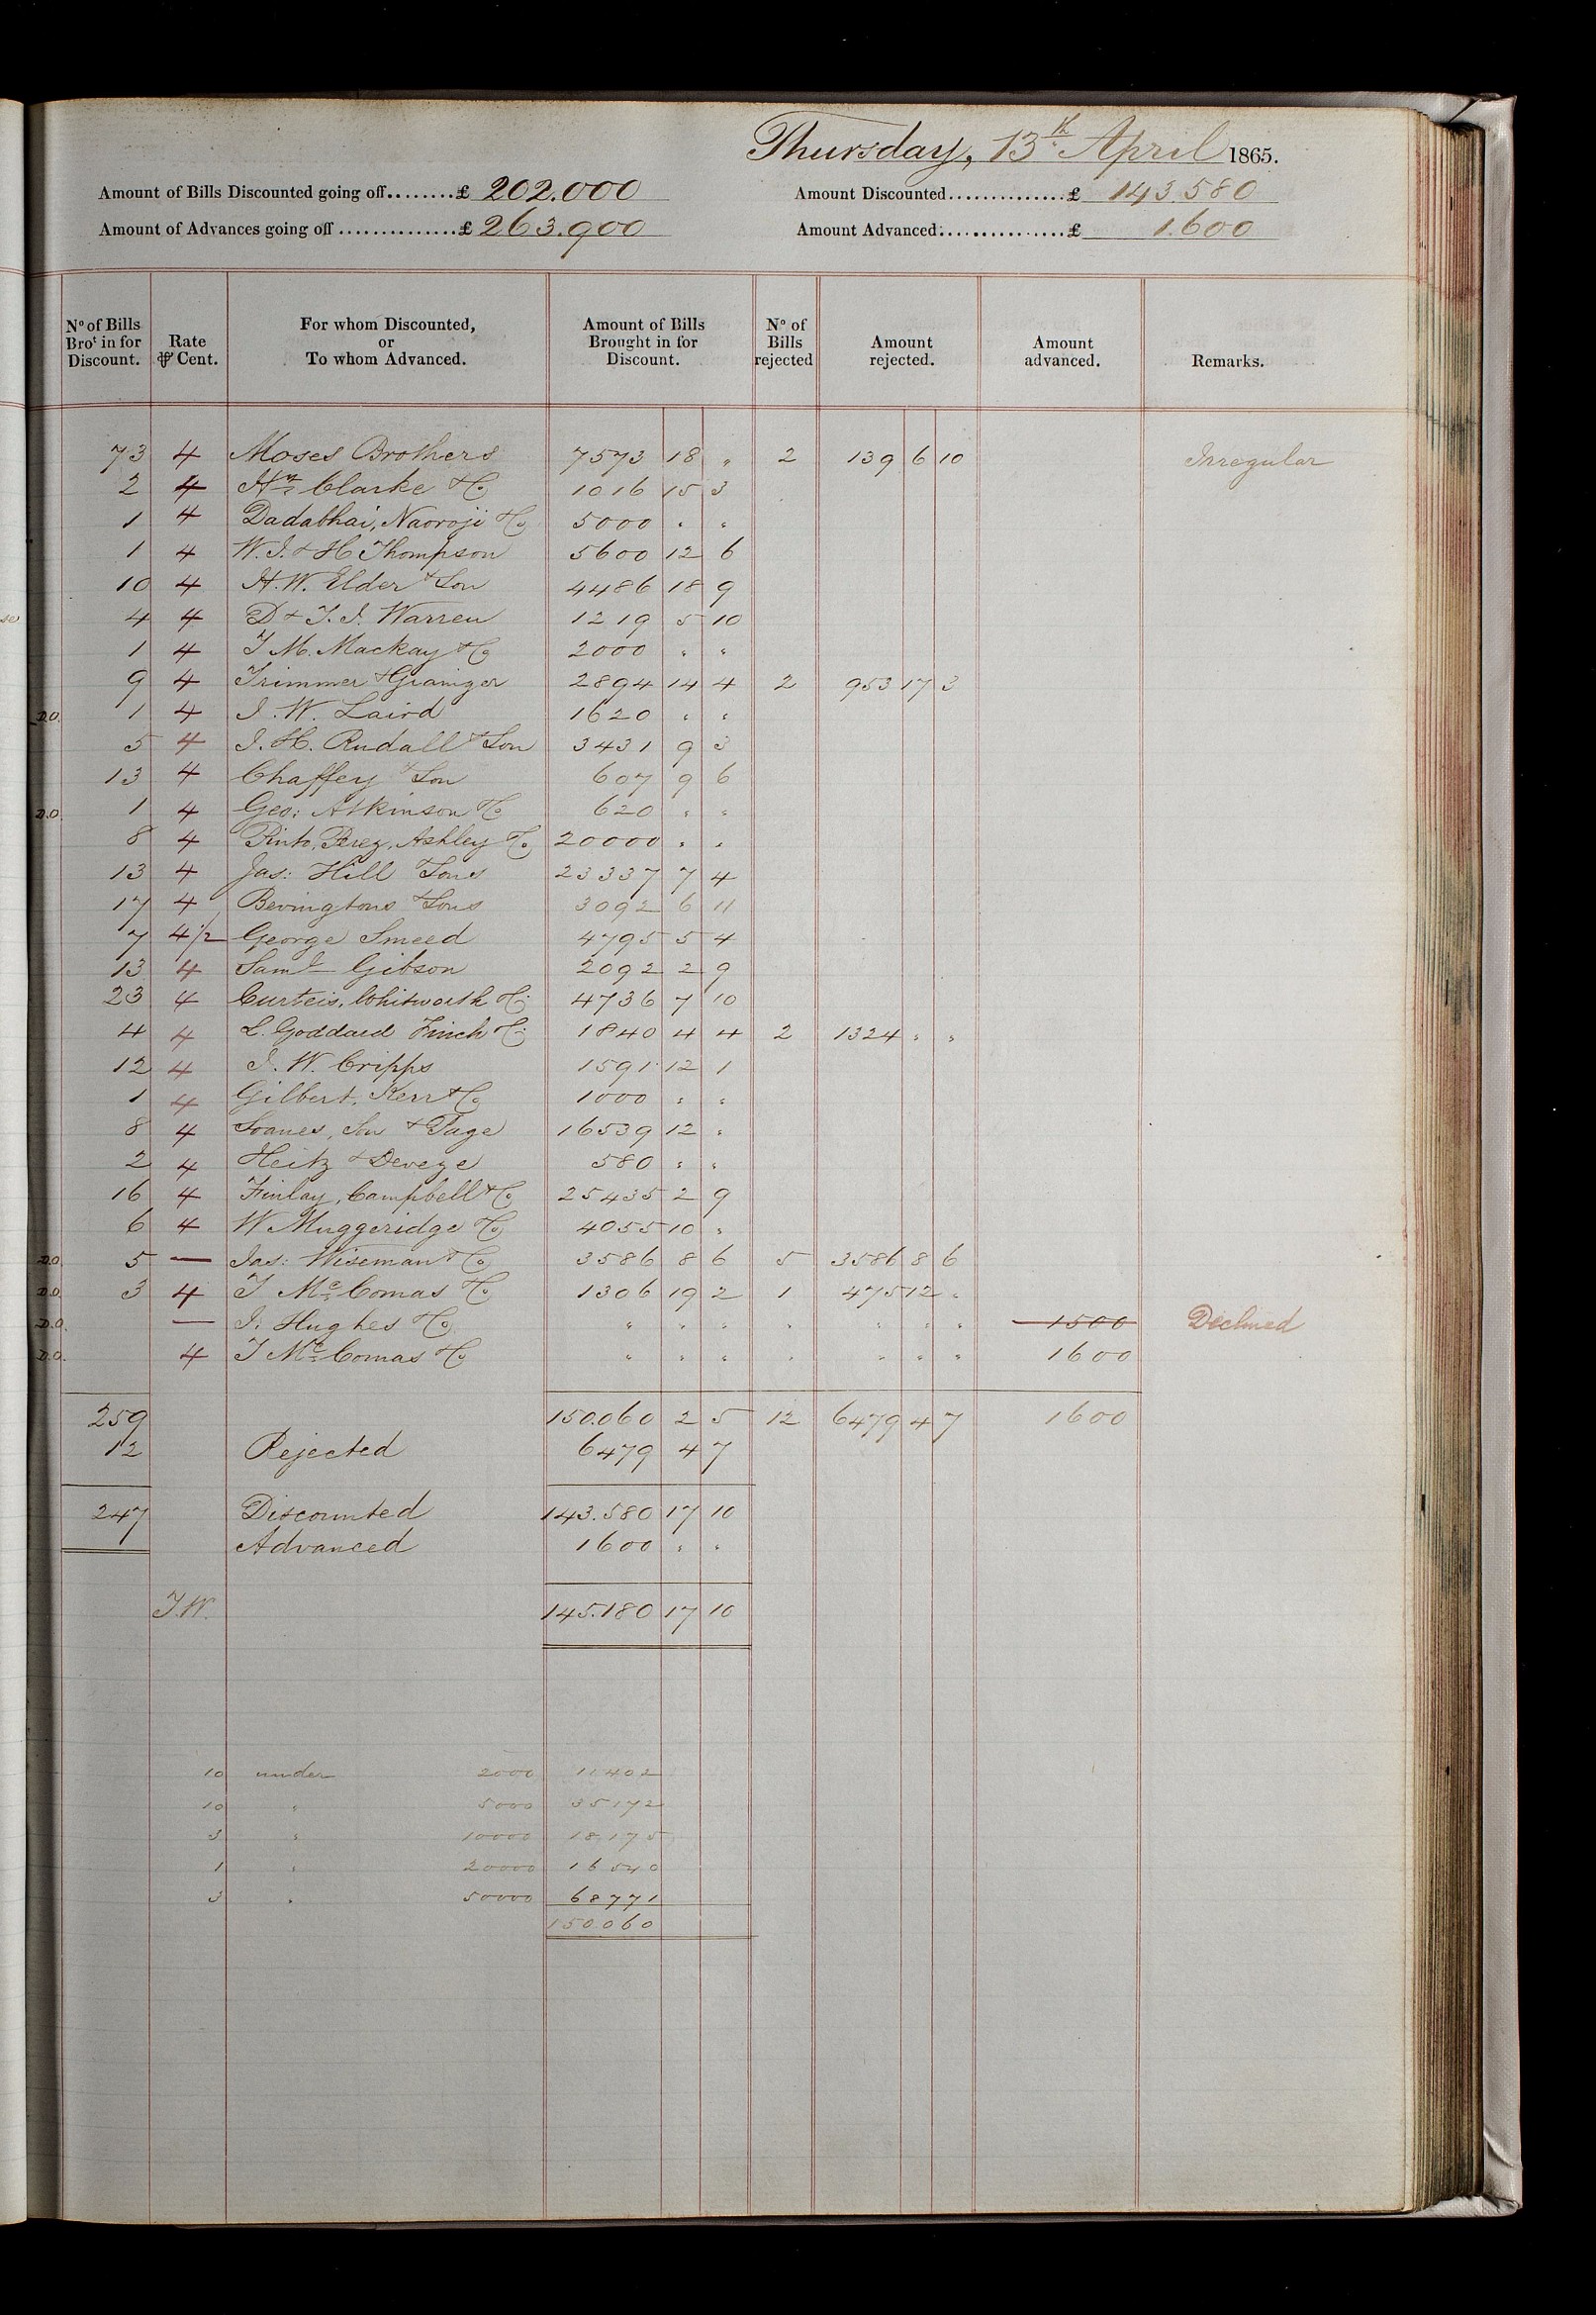 Thursday, 13th April 1865.
Amount of Bills Discounted going off........£ 202.000 Amount Discounted..............£ 143.580
Amount of Advances going off..............£ 263.900 Amount Advanced................£ 1.600
No of Bills Brot in for Discount. Rate ⅌ Cent. For whom Discounted, or To whom Advanced. Amount of Bills Brought in for Discount. No of Bills rejected Amount rejected. Amount advanced. Remarks.
73 4 Moses Brothers 7573 18 " 2 139 6 10 Irregular
2 4 Hy Clarke & Co 1016 15 3
1 4 Dadabhai, Naoroji & Co 5000 " "
1 4 W. J. & H Thompson 5600 12 6
10 4 H. W. Elder & Son 4486 18 9
4 4 D & T. J. Warren 1219 5 10
1 4 T M. Mackay & Co 2000 " "
9 4 Trimmer & Grainger 2894 14 4 2 953 17 3
D.O. 1 4 J. W. Laird 1620 " "
5 4 J. H. Rudall & Son 3431 9 3
13 4 Chaffey & Son 607 9 6
D.O. 1 4 Geo: Atkinson & Co 620 " "
8 4 Pinto, Perez, Ashley & Co 20000 " "
13 4 Jas: Hill & Sons 23337 7 4
17 4 Bevingtons & Sons 3092 6 11
7 4 1/2 George Smeed 4795 5 4
13 4 Saml Gibson 2092 2 9
23 4 Curteis, Whitworth & Co 4736 7 10
4 4 L. Goddard Finch & Co 1840 4 4 2 1324 " "
12 4 J. W. Cripps 1591 12 1
1 4 Gilbert, Kerr & Co 1000 " "
8 4 Soanes, Son & Page 16539 12 "
2 4 Heitz & Deveze 580 " "
16 4 Finlay, Campbell & Co 25435 2 9
6 4 W Muggeridge & Co 4055 10 "
D.O. 5 — Jas: Wiseman & Co 3586 8 6 5 3586 8 6
D.O. 3 4 T McComas & Co 1306 19 2 1 475 12 "
D.O. — J: Hughes & Co " " " " " " " 1500 Declined
D.O. 4 T McComas & Co " " " " " " " 1600
259 150.060 2 5 12 6479 4 7 1600
12 Rejected 6479 4 7
247 Discounted 143.580 17 10
Advanced 1600 " "
J.W. 145.180 17 10
10 under 2000 11402
10 " 5000 35172
3 " 10000 18,175
1 " 20000 16540
3 " 50000 68771
150.060